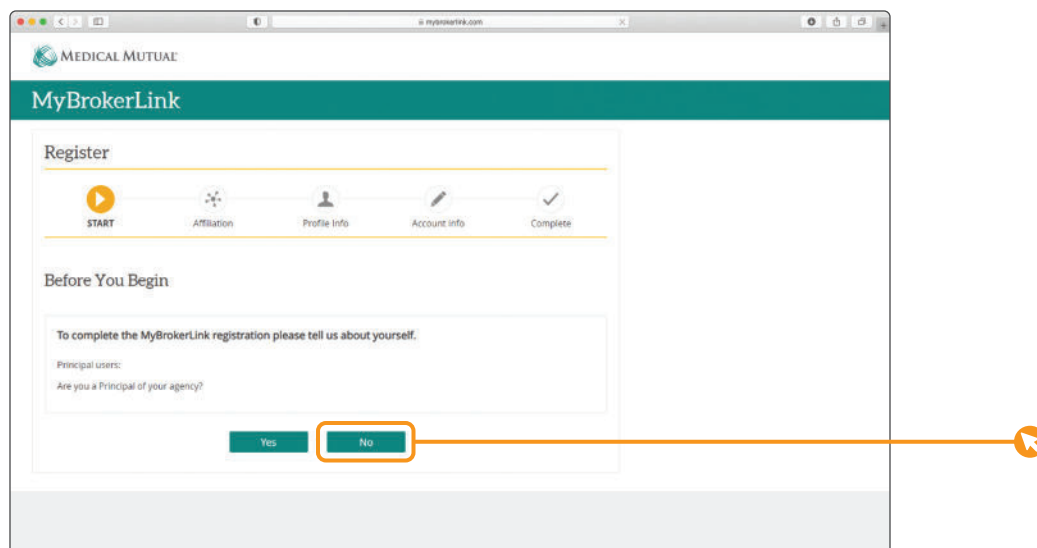 mybrokerlink.com
MEDICAL MUTUAL
MyBrokerLink
Register
START
Affiliation
Profile Info
Account Info
Complete
Before You Begin
To complete the MyBrokerLink registration please tell us about yourself.
Principal users:
Are you a Principal of your agency?
Yes
No